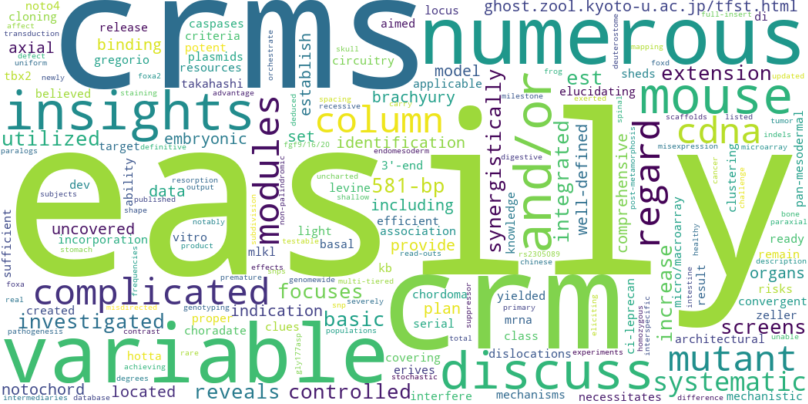 noto4
cloning
crms
ghost.zool.kyoto-u.ac.jp/tfst.html
numerous
affect
transduction
defect
uniform
axial
release
gregorio
binding
caspases
criteria
potent
plasmids
resources
takahashi
orchestrate
skull
establish
aimed
interfere
locus
circuitry
full-insert
di
deuterostome
mapping
foxd
updated
newly
foxa2
staining
advantage
tbx2
believed
model
applicable
frog
est
sheds
elucidating
extension
milestone
exerted
spinal
insights
modules
deduced
spacing
recessive
brachyury
column
synergistically
and/or
integrated
well-defined
comprehensive
post-metamorphosis
regard
mouse
scaffolds
listed
cdna
tumor
indels
microarray
misexpression
pan-mesodermal
paralogs
definitive
utilized
embryonic
target
set
identification
fgf9/16/20
endomesoderm
non-palindromic
3'-end
digestive
uncharted
shallow
levine
581-bp
including
efficient
association
provide
read-outs
knowledge
rs2305089
chinese
clustering
cancer
challenge
bone
paraxial
easily
dev
subjects
resorption
output
ability
data
published
shape
uncovered
notably
product
incorporation
vitro
stomach
light
basal
testable
genomewide
multi-tiered
kb
mlkl
sufficient
effects
snps
snp
premature
severely
frequencies
foxa
real
created
complicated
focuses
crm
increase
micro/macroarray
ready
remain
organs
description
healthy
risks
convergent
intestine
result
zeller
investigated
indication
chordoma
plan
serial
yielded
primary
mrna
class
suppressor
total
eliciting
ci-leprecan
homozygous
interspecific
screens
populations
unable
architectural
pathogenesis
contrast
proper
genotyping
choradate
clues
basic
variable
hotta
rare
gly177asp
degrees
achieving
covering
erives
stochastic
discuss
dislocations
experiments
mutant
systematic
notochord
located
reveals
controlled
interfere
mechanisms
necessitates
difference
mechanistic
intermediaries
database